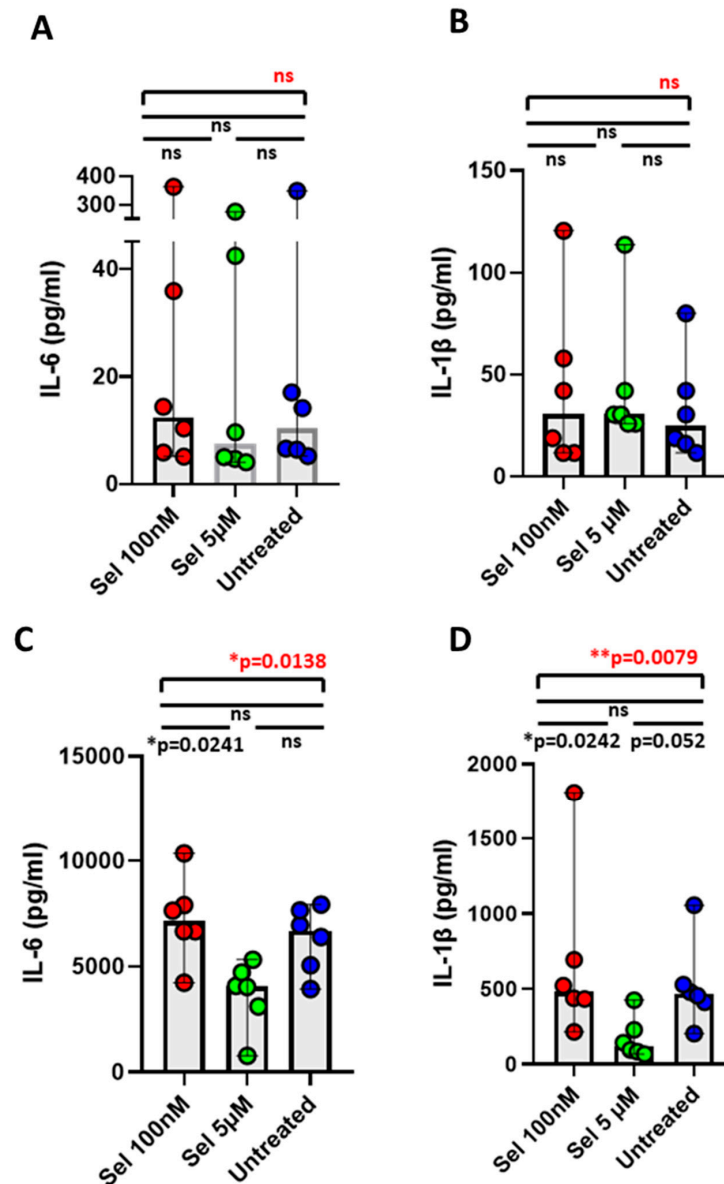 A
ns
ns
ns
ns
400
300
40
20
0
IL-6 (pg/ml)
Sel 100nM
Sel 5µM
Untreated
B
ns
ns
ns
ns
150
100
50
0
IL-1β (pg/ml)
Sel 100nM
Sel 5 µM
Untreated
C
*p=0.0138
ns
*p=0.0241
ns
15000
10000
5000
0
IL-6 (pg/ml)
Sel 100nM
Sel 5µM
Untreated
D
**p=0.0079
ns
*p=0.0242
p=0.052
2000
1500
1000
500
0
IL-1β (pg/ml)
Sel 100nM
Sel 5 µM
Untreated